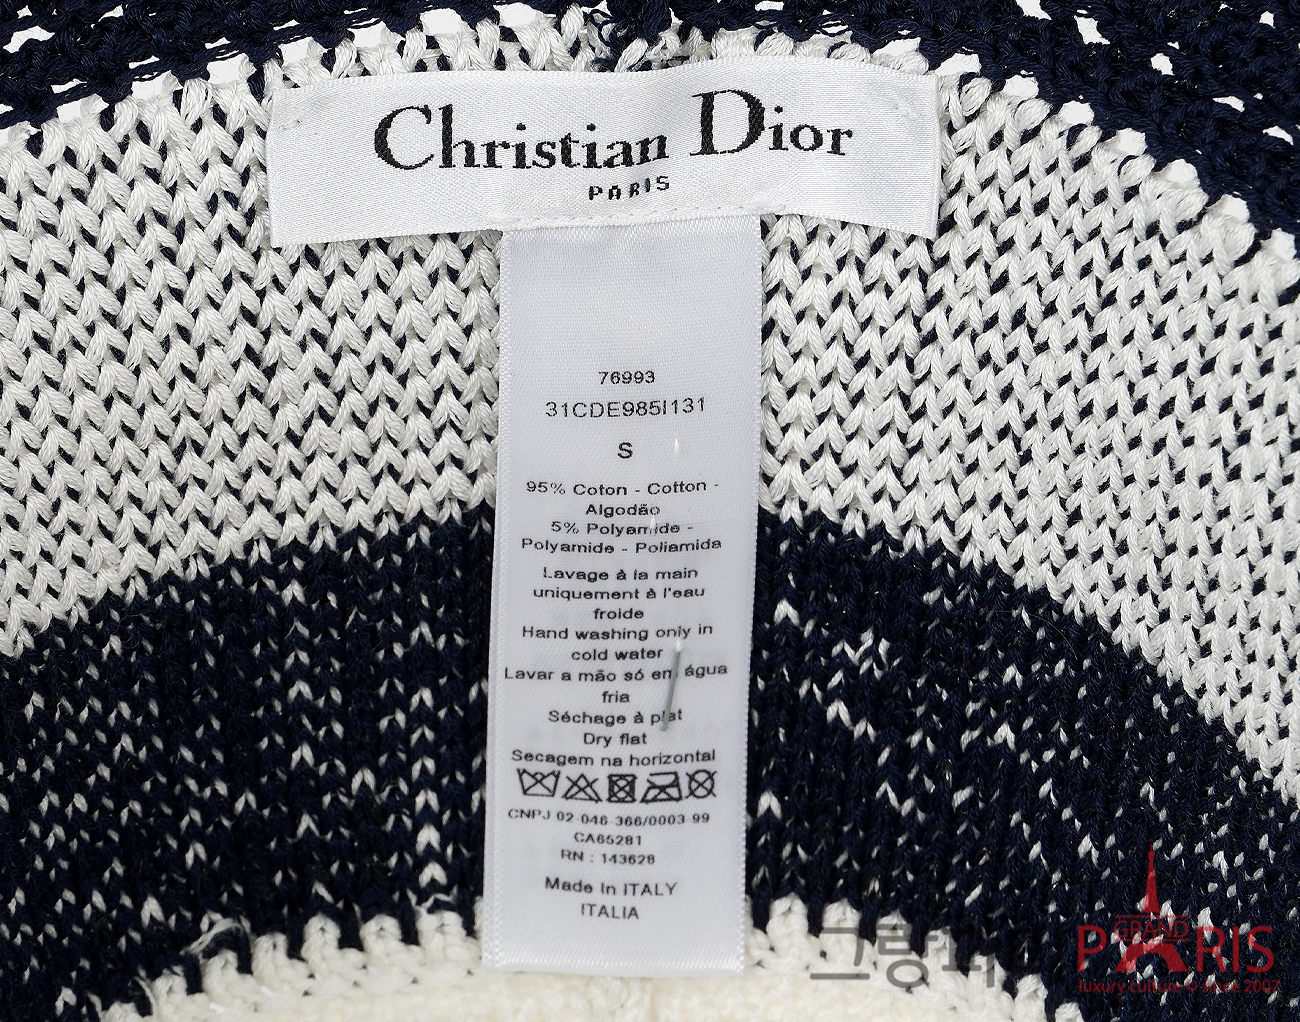 Christian Dior
PARIS
76993
31CDE985I131
S
95% Coton - Cotton -
Algodão
5% Polyamide -
Polyamide - Poliamida
Lavage à la main
uniquement à l'eau
froide
Hand washing only in
cold water
Lavar a mão só em água
fria
Séchage à plat
Dry flat
Secagem na horizontal
CNPJ 02-046-366/0003-99
CA65281
RN : 143628
Made In ITALY
ITALIA
GRAND
PARIS
luxury culture © since 2007